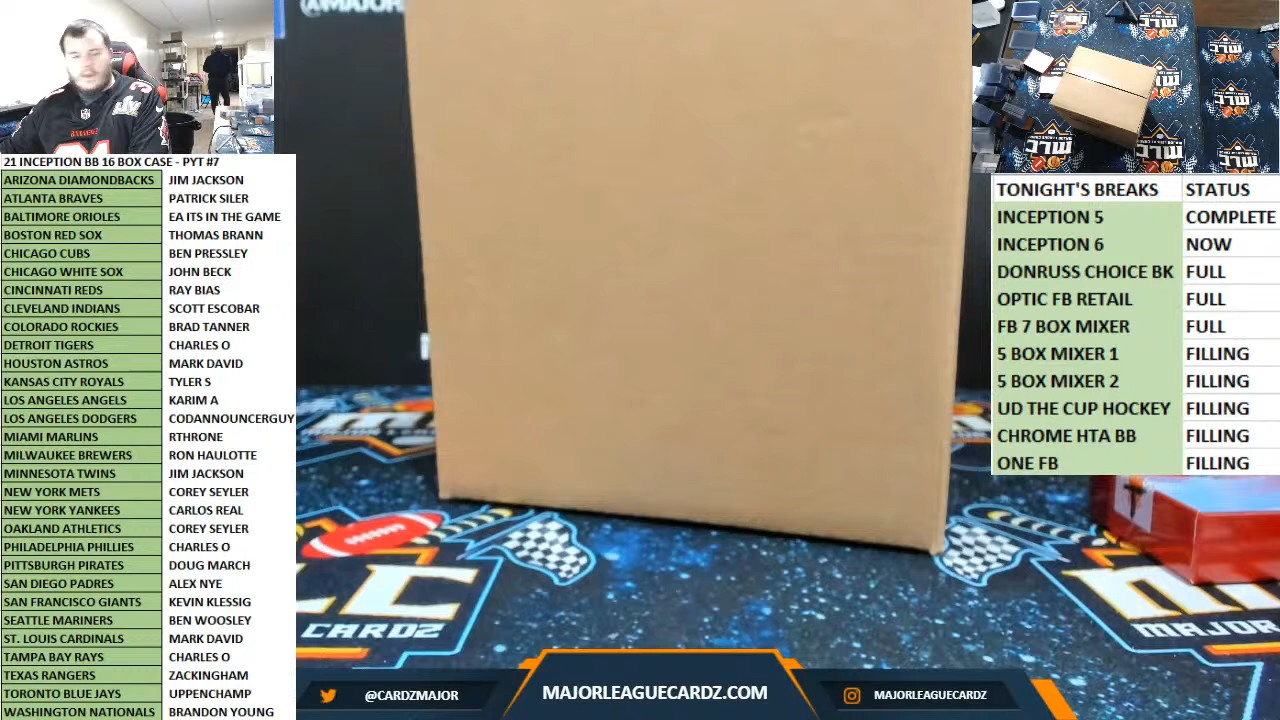 @MAJOR
21 INCEPTION BB 16 BOX CASE - PYT #7
ARIZONA DIAMONDBACKS JIM JACKSON
ATLANTA BRAVES PATRICK SILER
BALTIMORE ORIOLES EA ITS IN THE GAME
BOSTON RED SOX THOMAS BRANN
CHICAGO CUBS BEN PRESSLEY
CHICAGO WHITE SOX JOHN BECK
CINCINNATI REDS RAY BIAS
CLEVELAND INDIANS SCOTT ESCOBAR
COLORADO ROCKIES BRAD TANNER
DETROIT TIGERS CHARLES O
HOUSTON ASTROS MARK DAVID
KANSAS CITY ROYALS TYLER S
LOS ANGELES ANGELS KARIM A
LOS ANGELES DODGERS CODANNOUNCERGUY
MIAMI MARLINS RTHRONE
MILWAUKEE BREWERS RON HAULOTTE
MINNESOTA TWINS JIM JACKSON
NEW YORK METS COREY SEYLER
NEW YORK YANKEES CARLOS REAL
OAKLAND ATHLETICS COREY SEYLER
PHILADELPHIA PHILLIES CHARLES O
PITTSBURGH PIRATES DOUG MARCH
SAN DIEGO PADRES ALEX NYE
SAN FRANCISCO GIANTS KEVIN KLESSIG
SEATTLE MARINERS BEN WOOSLEY
ST. LOUIS CARDINALS MARK DAVID
TAMPA BAY RAYS CHARLES O
TEXAS RANGERS ZACKINGHAM
TORONTO BLUE JAYS UPPENCHAMP
WASHINGTON NATIONALS BRANDON YOUNG
TONIGHT'S BREAKS STATUS
INCEPTION 5 COMPLETE
INCEPTION 6 NOW
DONRUSS CHOICE BK FULL
OPTIC FB RETAIL FULL
FB 7 BOX MIXER FULL
5 BOX MIXER 1 FILLING
5 BOX MIXER 2 FILLING
UD THE CUP HOCKEY FILLING
CHROME HTA BB FILLING
ONE FB FILLING
LC
CARDZ
MAJOR
@CARDZMAJOR
MAJORLEAGUECARDZ.COM
MAJORLEAGUECARDZ